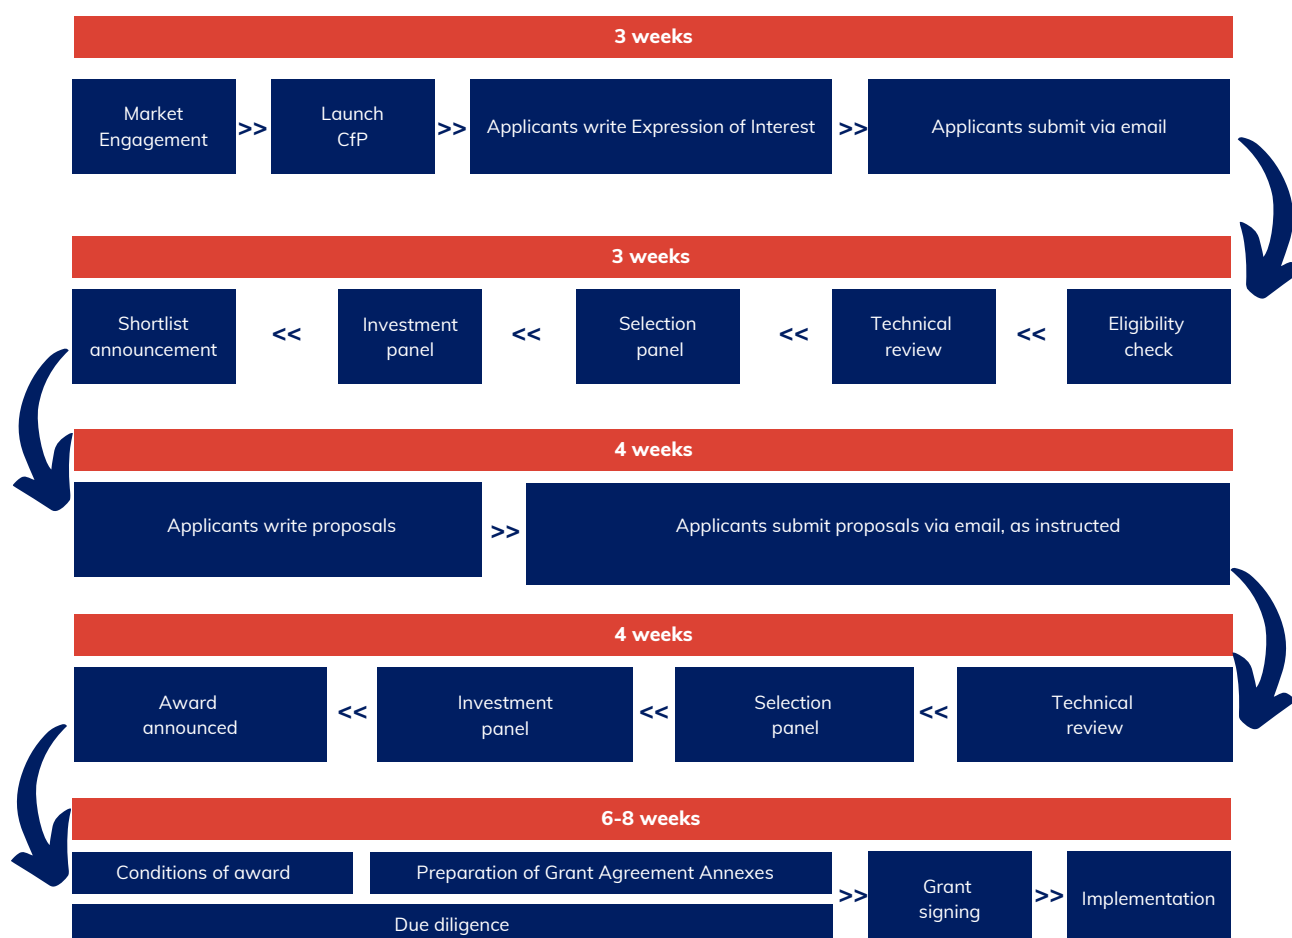 3 weeks
Market
Engagement
>>
Launch
CfP
>>
Applicants write Expression of Interest
>>
Applicants submit via email
3 weeks
Shortlist
announcement
<<
Investment
panel
<<
Selection
panel
<<
Technical
review
<<
Eligibility
check
4 weeks
Applicants write proposals
>>
Applicants submit proposals via email, as instructed
4 weeks
Award
announced
<<
Investment
panel
<<
Selection
panel
<<
Technical
review
6-8 weeks
Conditions of award
Preparation of Grant Agreement Annexes
Due diligence
>>
Grant
signing
>>
Implementation